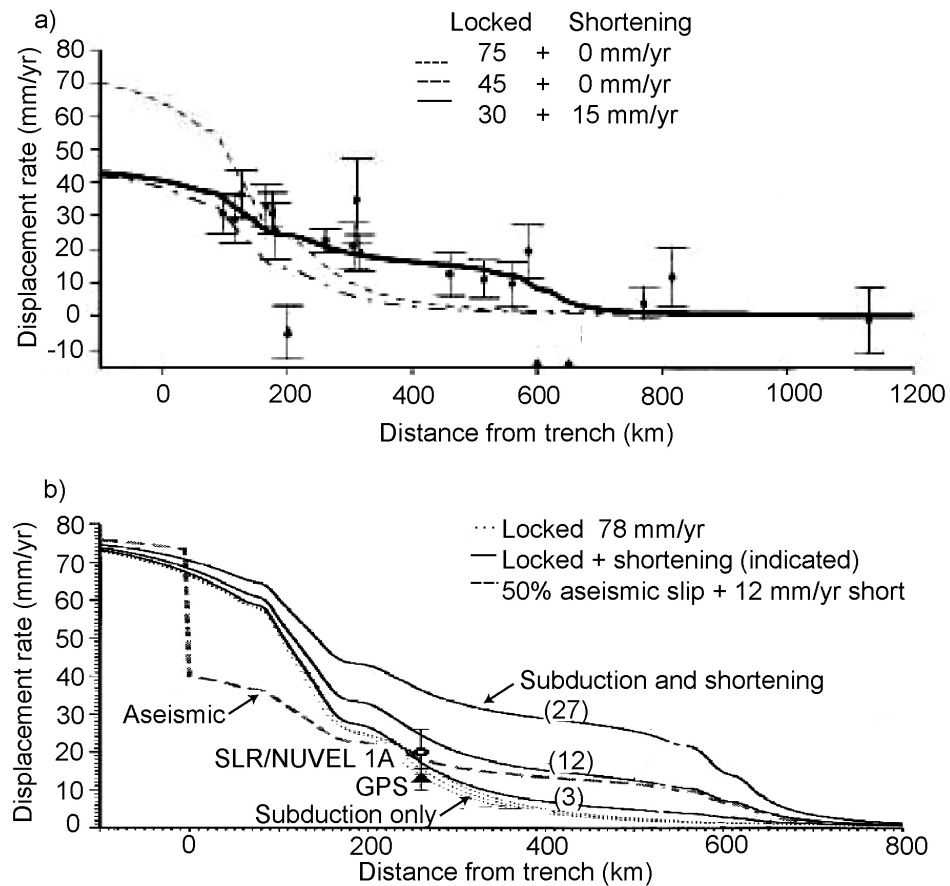 a)
Locked Shortening
75 + 0 mm/yr
45 + 0 mm/yr
30 + 15 mm/yr
Displacement rate (mm/yr)
80
70
60
50
40
30
20
10
0
-10
0 200 400 600 800 1000 1200
Distance from trench (km)
b)
Locked 78 mm/yr
Locked + shortening (indicated)
50% aseismic slip + 12 mm/yr short
Displacement rate (mm/yr)
80
70
60
50
40
30
20
10
0
Subduction and shortening
(27)
Aseismic
SLR/NUVEL 1A
(12)
GPS
(3)
Subduction only
0 200 400 600 800
Distance from trench (km)